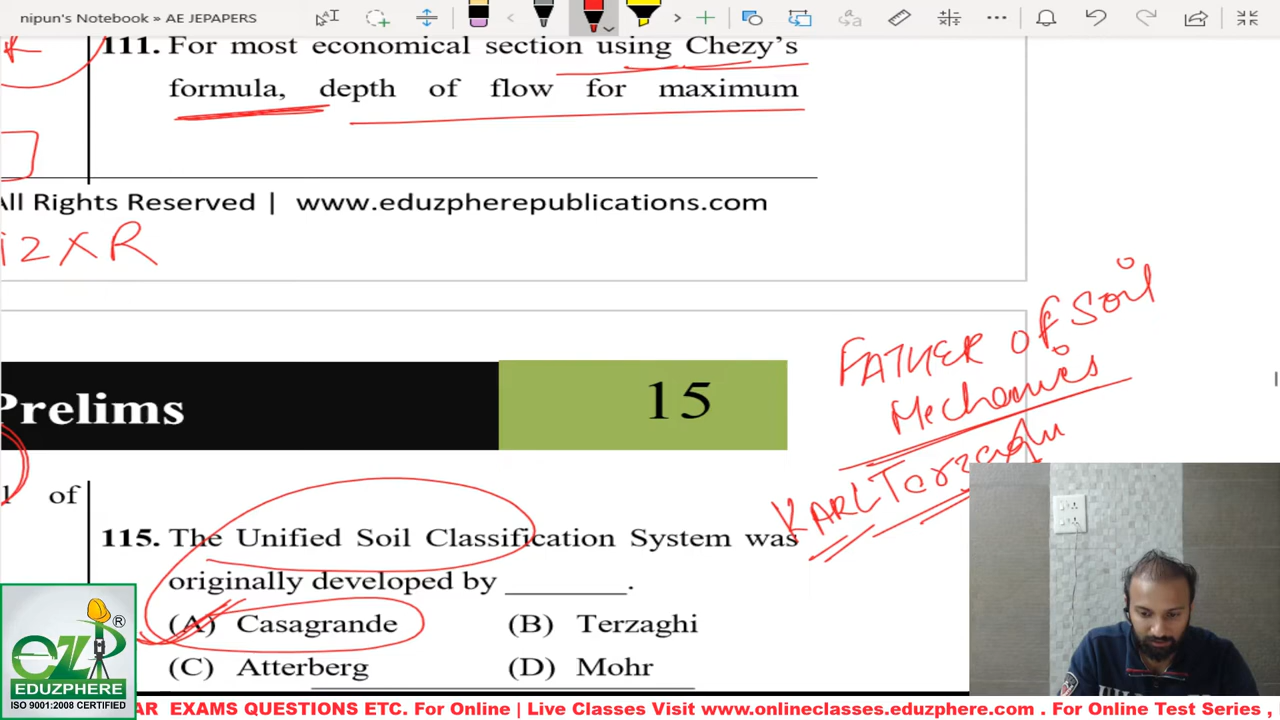 nipun's Notebook » AE JEPAPERS
111. For most economical section using Chezy's
formula, depth of flow for maximum
All Rights Reserved | www.eduzpherepublications.com
12 x R
FATHER of Soil
Mechanics
KARL Terzaghi
Prelims
15
of
115. The Unified Soil Classification System was
originally developed by ________.
(A) Casagrande (B) Terzaghi
(C) Atterberg (D) Mohr
EZP ®
EDUZPHERE
ISO 9001:2008 CERTIFIED
AR EXAMS QUESTIONS ETC. For Online | Live Classes Visit www.onlineclasses.eduzphere.com . For Online Test Series ,